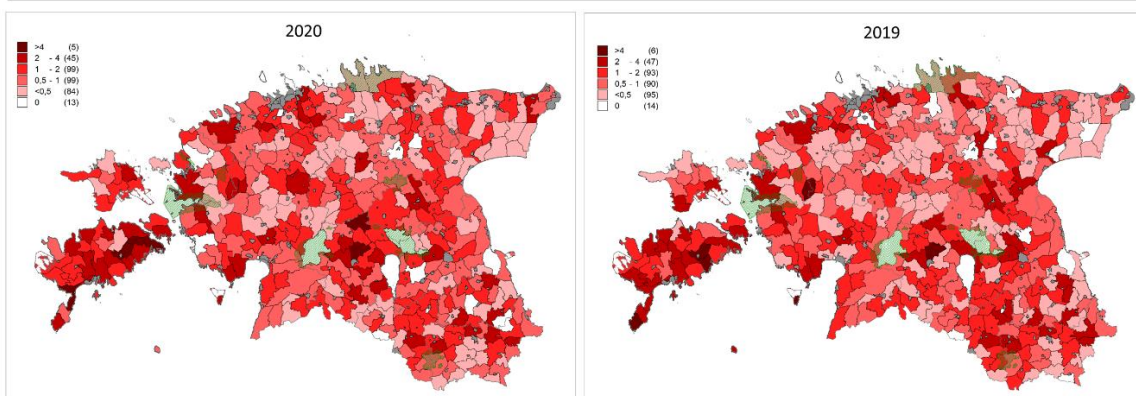 2020
>4 (5)
2 - 4 (45)
1 - 2 (99)
0,5 - 1 (99)
<0,5 (84)
0 (13)
2019
>4 (6)
2 - 4 (47)
1 - 2 (93)
0,5 - 1 (90)
<0,5 (95)
0 (14)